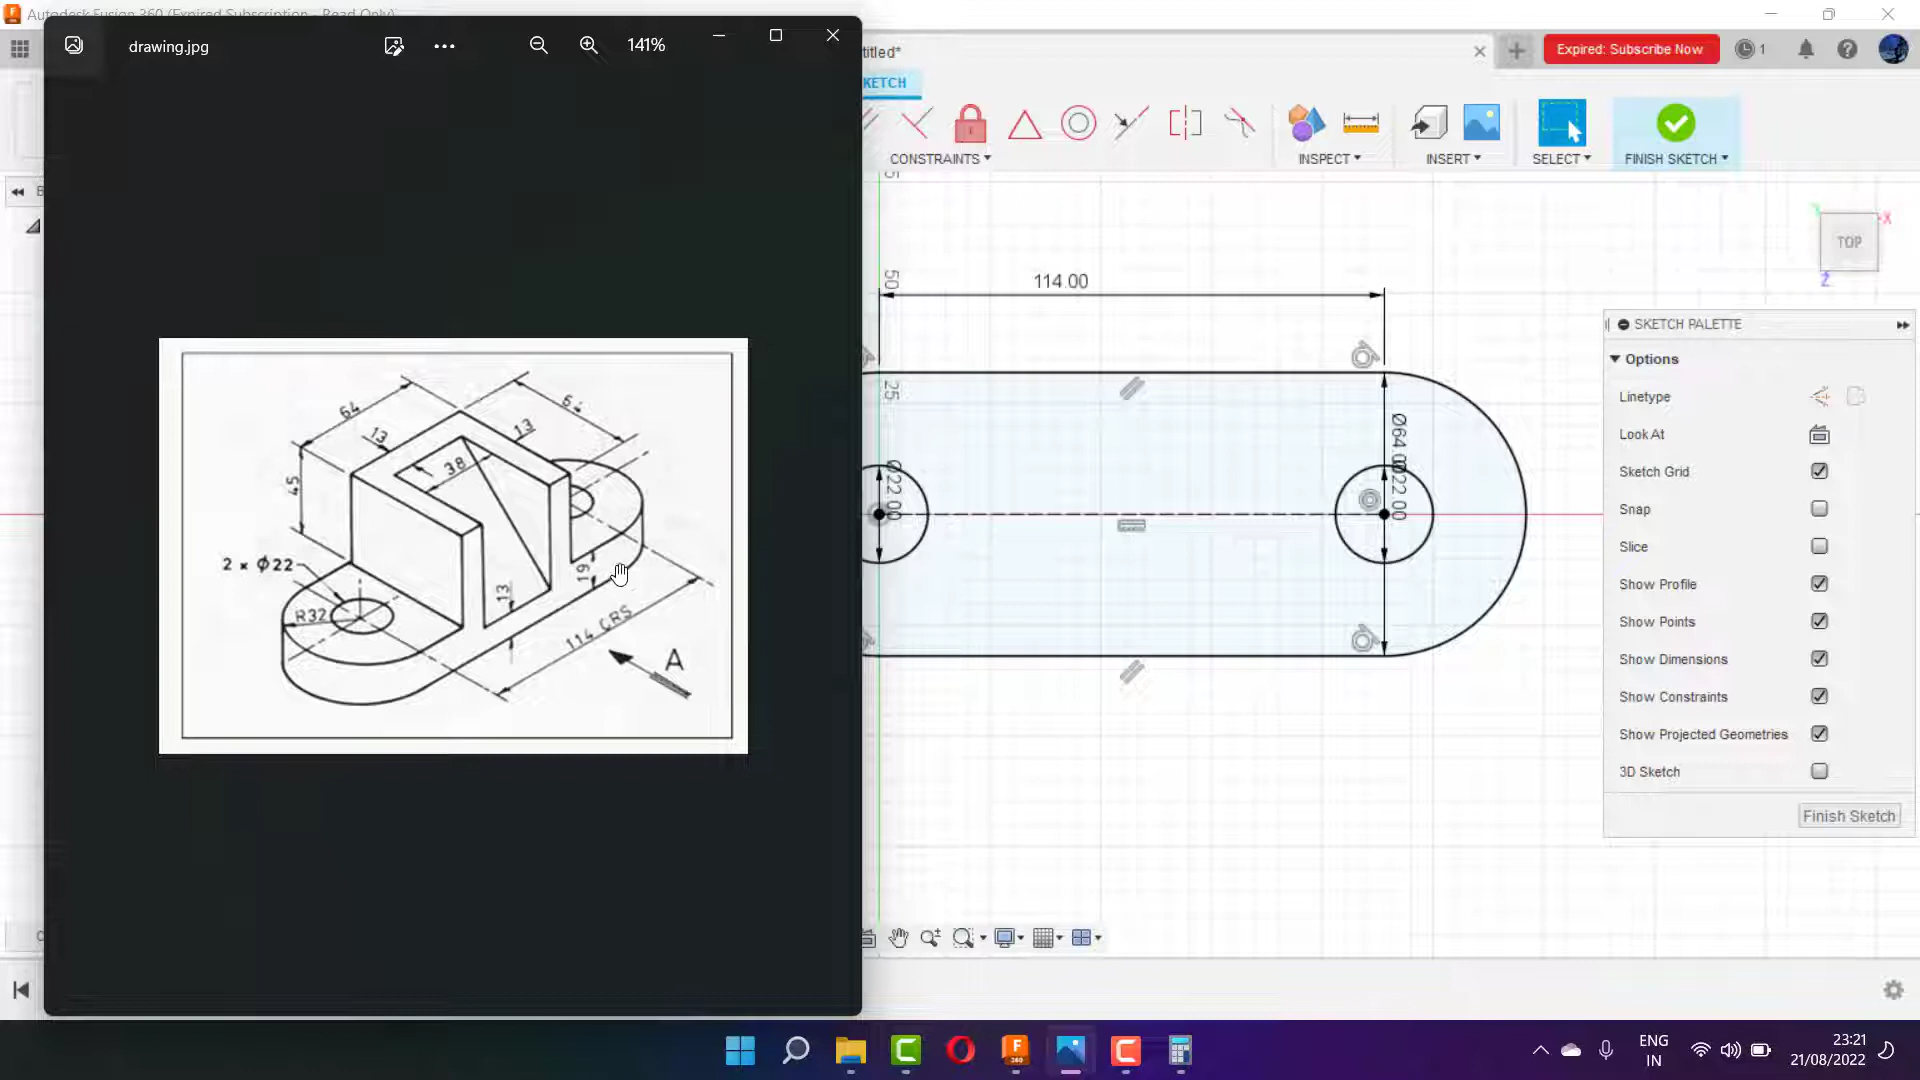 Autodesk Fusion 360 (Expired Subscription - Read Only)
drawing.jpg
141%
titled*
Expired: Subscribe Now
1
KETCH
CONSTRAINTS
INSPECT
INSERT
SELECT
FINISH SKETCH
B
TOP
X
Z
64
64
13
13
38
45
2 x Φ22
R32
13
19
114 CRS
A
114.00
50
25
Ø22.00
Ø64.00
Ø22.00
SKETCH PALETTE
Options
Linetype
Look At
Sketch Grid
Snap
Slice
Show Profile
Show Points
Show Dimensions
Show Constraints
Show Projected Geometries
3D Sketch
Finish Sketch
ENG
IN
23:21
21/08/2022